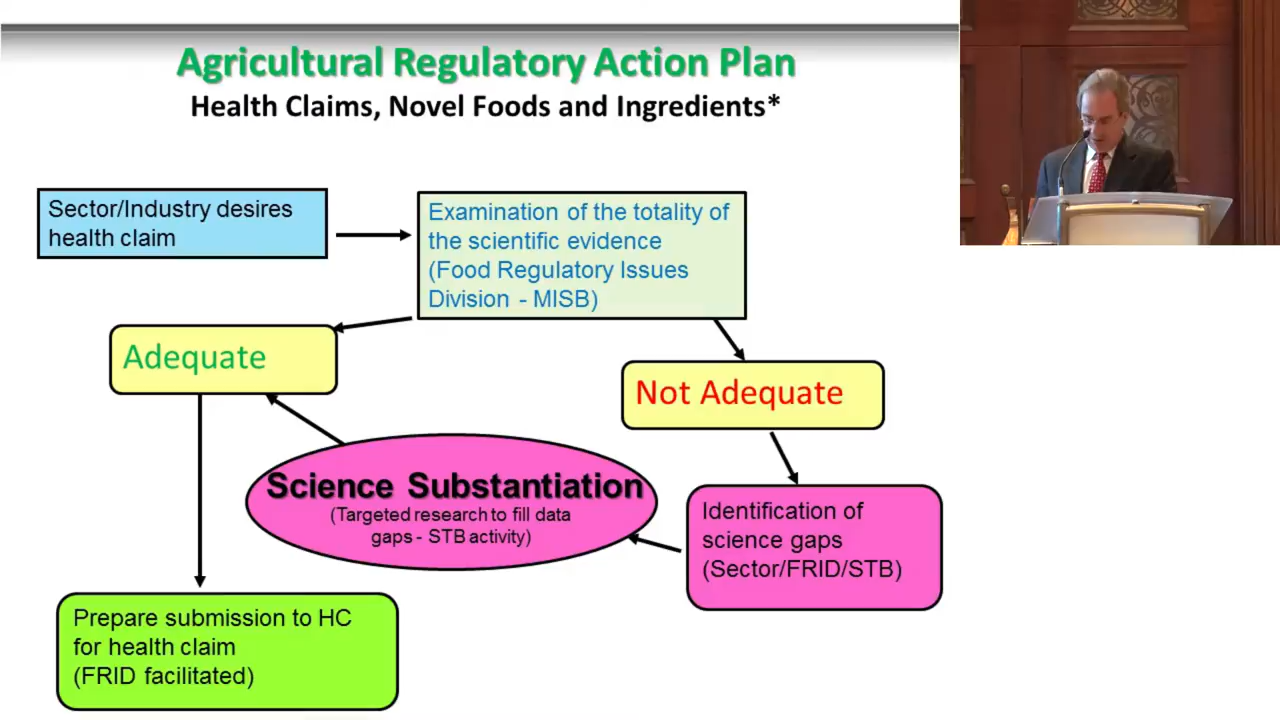 Agricultural Regulatory Action Plan
Health Claims, Novel Foods and Ingredients*
Sector/Industry desires
health claim
Examination of the totality of
the scientific evidence
(Food Regulatory Issues
Division - MISB)
Adequate
Not Adequate
Science Substantiation
(Targeted research to fill data
gaps - STB activity)
Identification of
science gaps
(Sector/FRID/STB)
Prepare submission to HC
for health claim
(FRID facilitated)